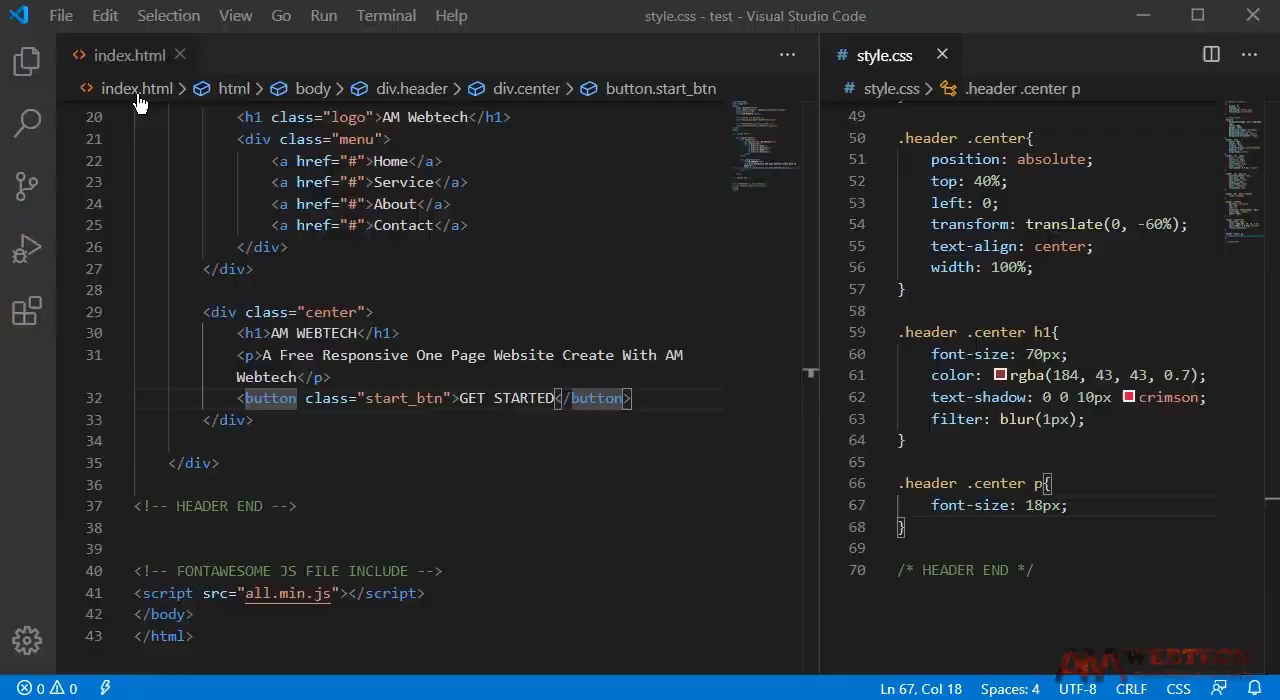 File Edit Selection View Go Run Terminal Help style.css - test - Visual Studio Code
index.html
style.css
index.html > html > body > div.header > div.center > button.start_btn
style.css > .header .center p
20 <h1 class="logo">AM Webtech</h1>
21 <div class="menu">
22 <a href="#">Home</a>
23 <a href="#">Service</a>
24 <a href="#">About</a>
25 <a href="#">Contact</a>
26 </div>
27 </div>
28
29 <div class="center">
30 <h1>AM WEBTECH</h1>
31 <p>A Free Responsive One Page Website Create With AM
Webtech</p>
32 <button class="start_btn">GET STARTED</button>
33 </div>
34
35 </div>
36
37 <!-- HEADER END -->
38
39
40 <!-- FONTAWESOME JS FILE INCLUDE -->
41 <script src="all.min.js"></script>
42 </body>
43 </html>
49
50 .header .center{
51 position: absolute;
52 top: 40%;
53 left: 0;
54 transform: translate(0, -60%);
55 text-align: center;
56 width: 100%;
57 }
58
59 .header .center h1{
60 font-size: 70px;
61 color: rgba(184, 43, 43, 0.7);
62 text-shadow: 0 0 10px crimson;
63 filter: blur(1px);
64 }
65
66 .header .center p{
67 font-size: 18px;
68 }
69
70 /* HEADER END */
AM WEBTECH
0 0 Ln 67, Col 18 Spaces: 4 UTF-8 CRLF CSS